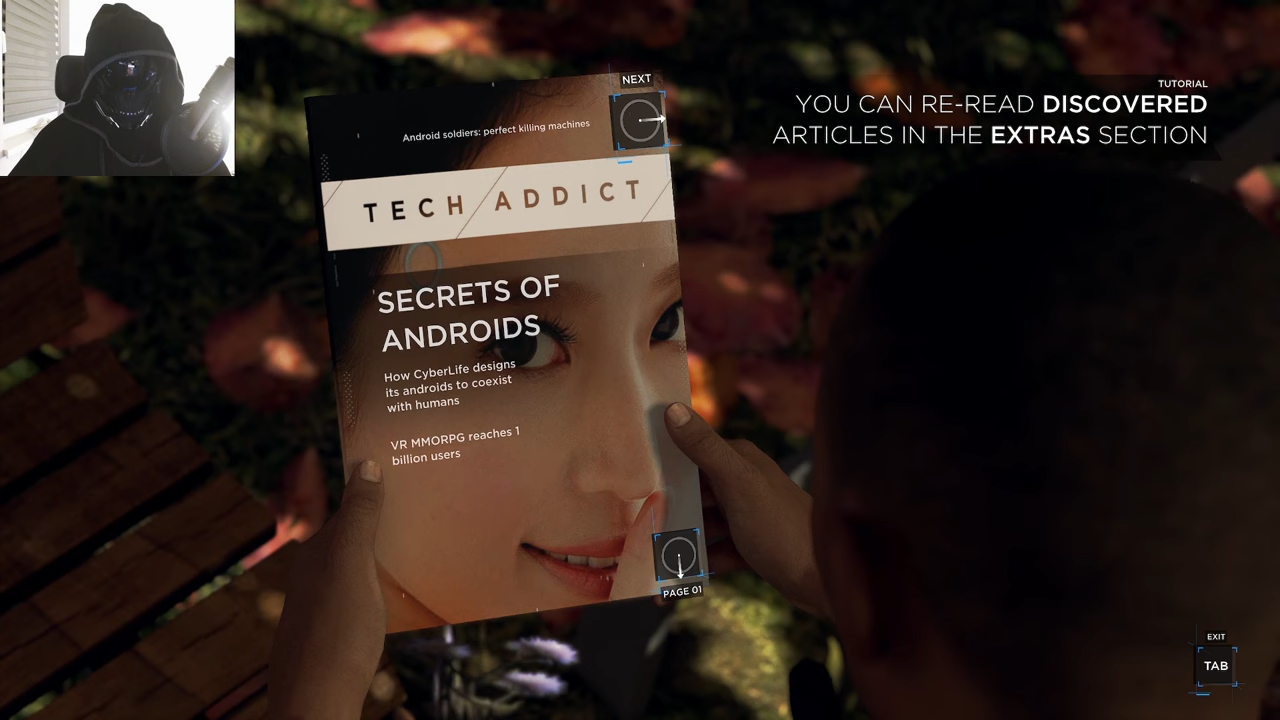 TUTORIAL
YOU CAN RE-READ DISCOVERED
ARTICLES IN THE EXTRAS SECTION
NEXT
Android soldiers: perfect killing machines
TECH ADDICT
SECRETS OF
ANDROIDS
How CyberLife designs
its androids to coexist
with humans
VR MMORPG reaches 1
billion users
PAGE 01
EXIT
TAB